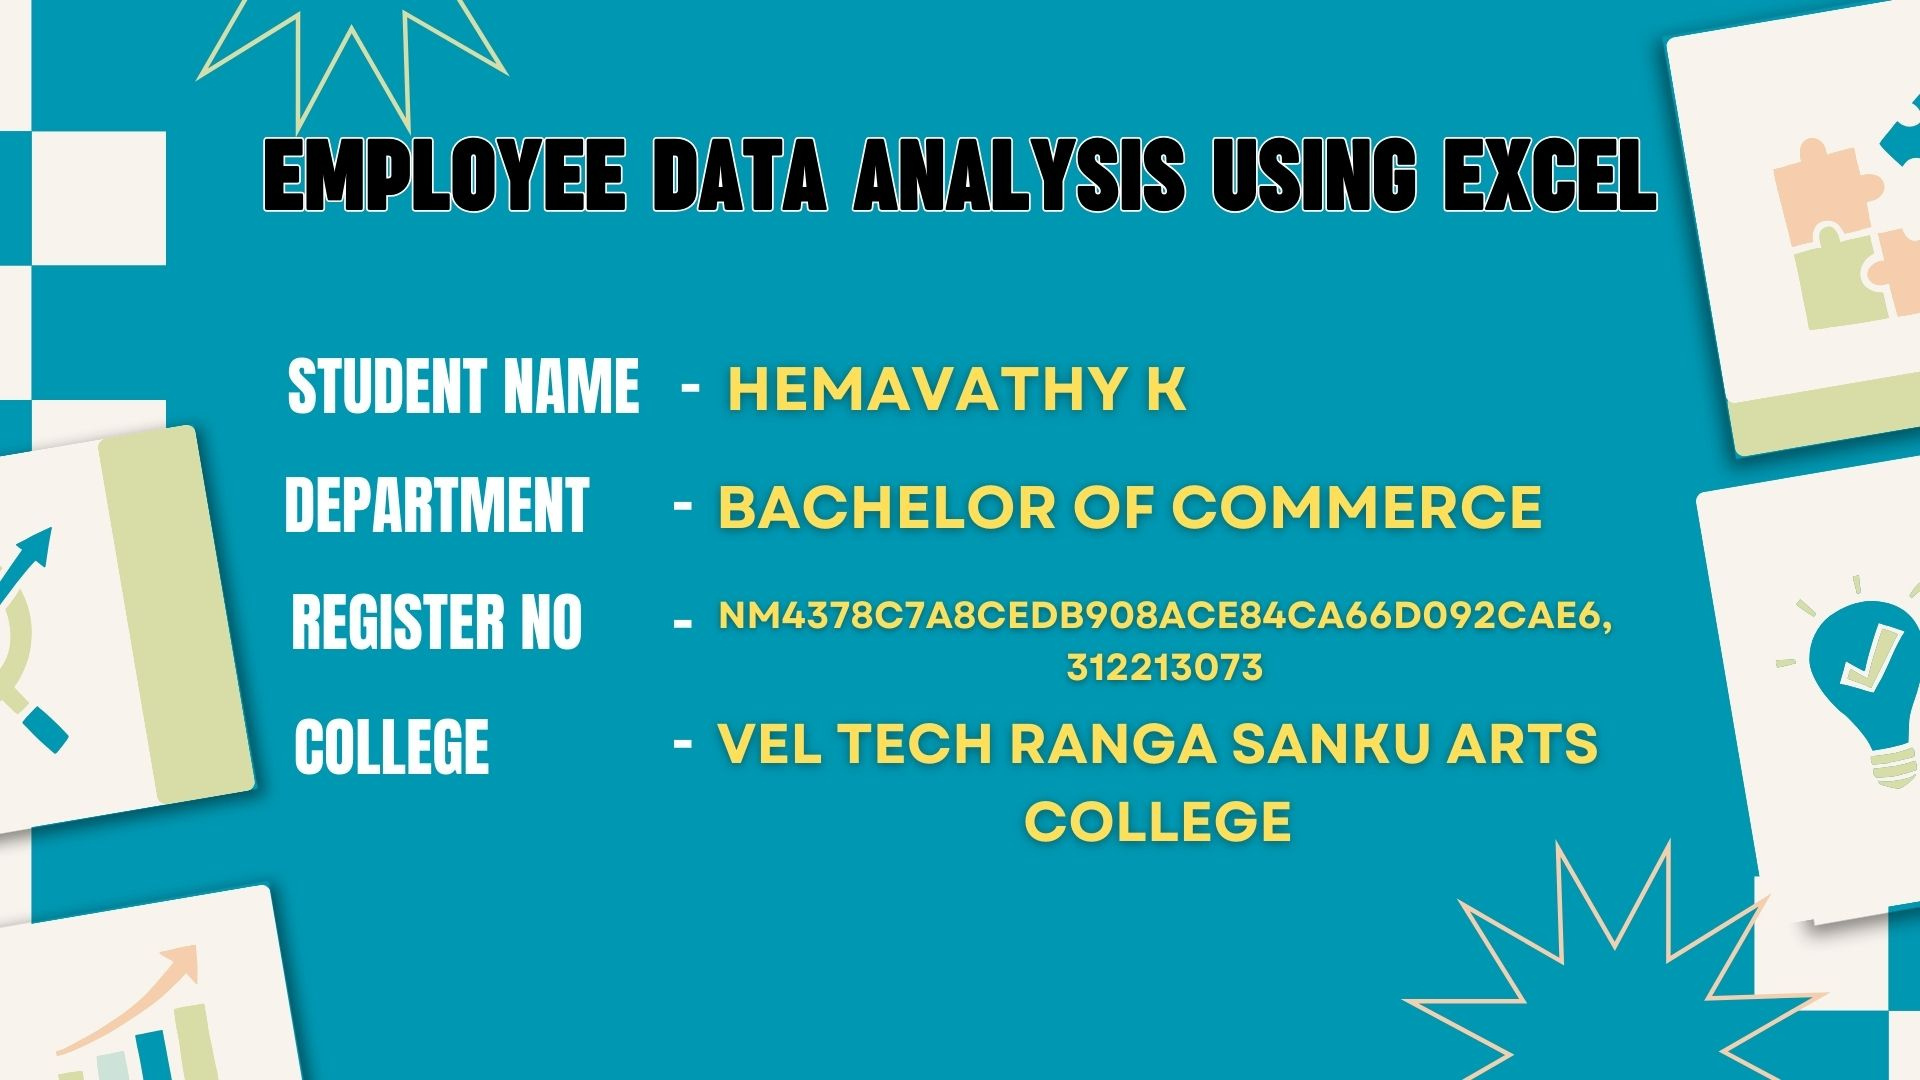 EMPLOYEE DATA ANALYSIS USING EXCEL
STUDENT NAME - HEMAVATHY K
DEPARTMENT - BACHELOR OF COMMERCE
REGISTER NO - NM4378C7A8CEDB908ACE84CA66D092CAE6,
312213073
COLLEGE - VEL TECH RANGA SANKU ARTS
COLLEGE